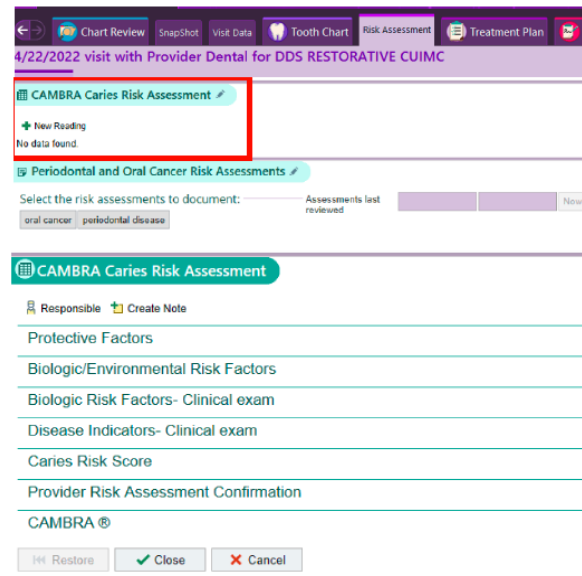 Chart Review SnapShot Visit Data Tooth Chart Risk Assessment Treatment Plan
4/22/2022 visit with Provider Dental for DDS RESTORATIVE CUIMC
CAMBRA Caries Risk Assessment
New Reading
No data found.
Periodontal and Oral Cancer Risk Assessments
Select the risk assessments to document: Assessments last reviewed Now
oral cancer periodontal disease
CAMBRA Caries Risk Assessment
Responsible Create Note
Protective Factors
Biologic/Environmental Risk Factors
Biologic Risk Factors- Clinical exam
Disease Indicators- Clinical exam
Caries Risk Score
Provider Risk Assessment Confirmation
CAMBRA ®
Restore Close Cancel